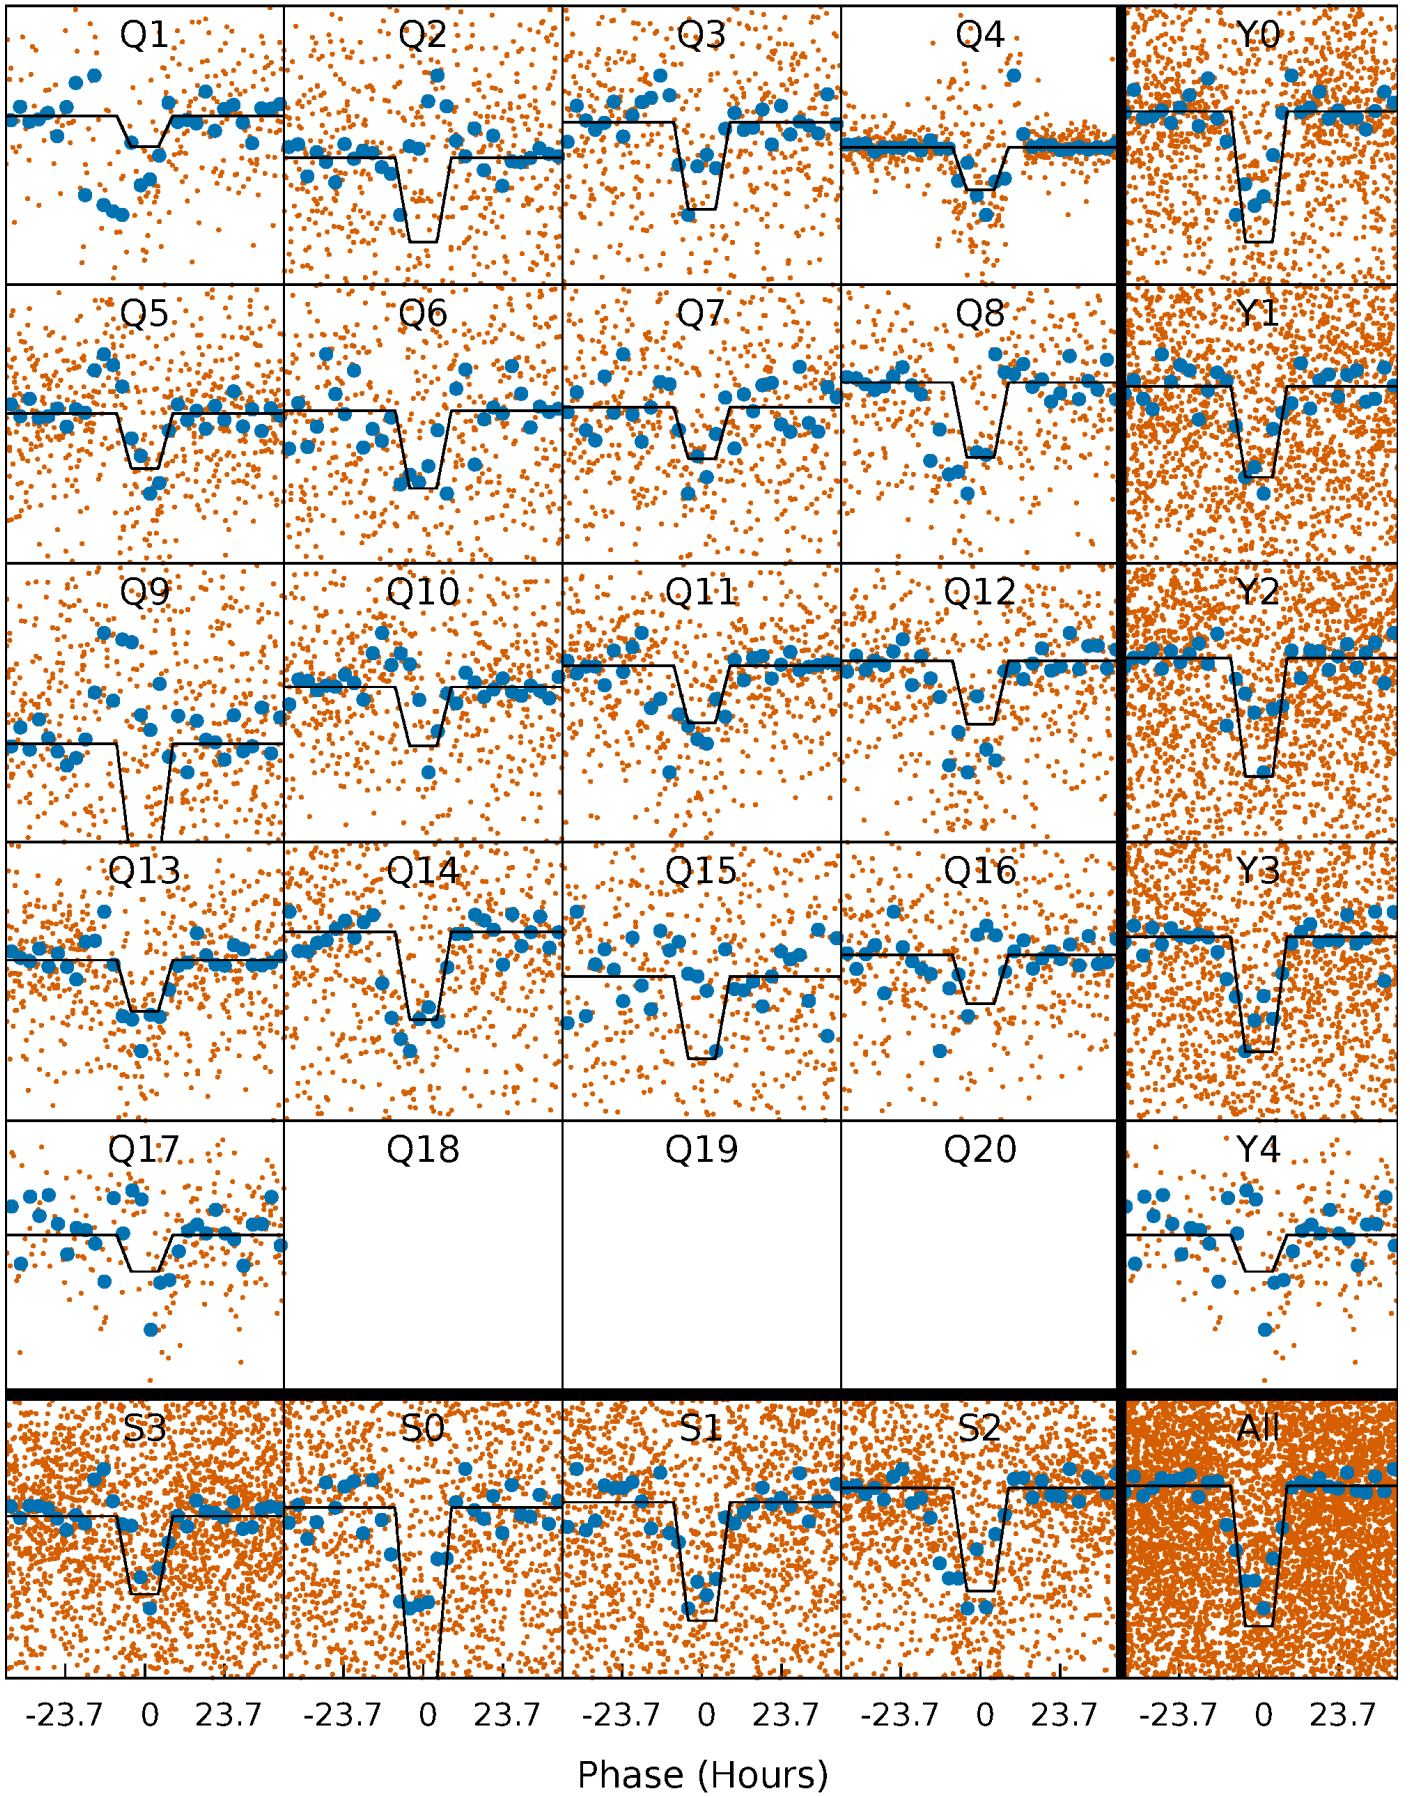 Q1 Q2 Q3 Q4 Y0
Q5 Q6 Q7 Q8 Y1
Q9 Q10 Q11 Q12 Y2
Q13 Q14 Q15 Q16 Y3
Q17 Q18 Q19 Q20 Y4
S3 S0 S1 S2 All
-23.7 0 23.7 -23.7 0 23.7 -23.7 0 23.7 -23.7 0 23.7 -23.7 0 23.7
Phase (Hours)